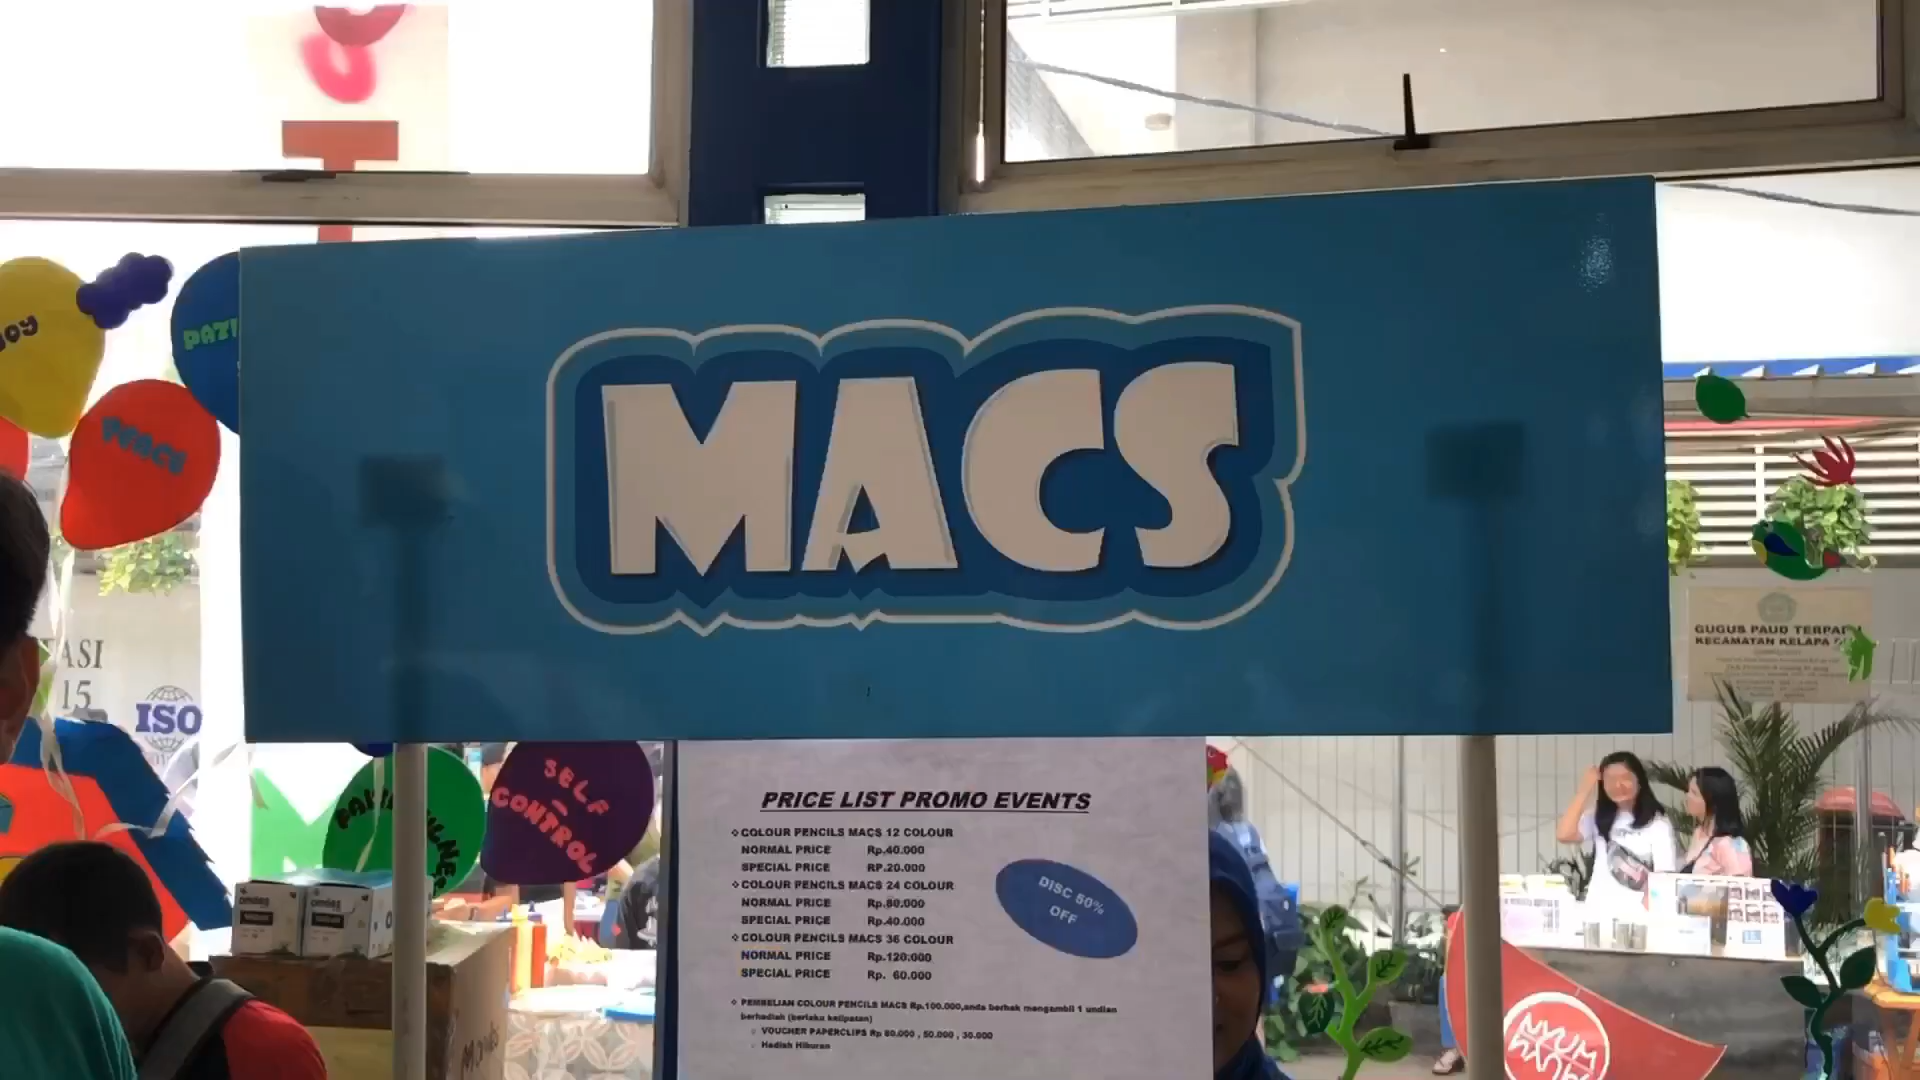 JOY
PEACE
MACS
ASI
15
ISO
SELF
-
CONTROL
PRICE LIST PROMO EVENTS
COLOUR PENCILS MACS 12 COLOUR
NORMAL PRICE Rp.40.000
SPECIAL PRICE RP.20.000
COLOUR PENCILS MACS 24 COLOUR
NORMAL PRICE Rp.80.000
SPECIAL PRICE Rp.40.000
COLOUR PENCILS MACS 36 COLOUR
NORMAL PRICE Rp.120.000
SPECIAL PRICE Rp. 60.000
DISC 50%
OFF
PEMBELIAN COLOUR PENCILS MACS Rp.100.000,anda berhak mengambil 1 undian
berhadiah (berlaku kelipatan)
VOUCHER PAPERCLIPS Rp 80.000 , 50.000 , 30.000
Hadiah Hiburan
GUGUS PAUD TERPADU
KECAMATAN KELAPA